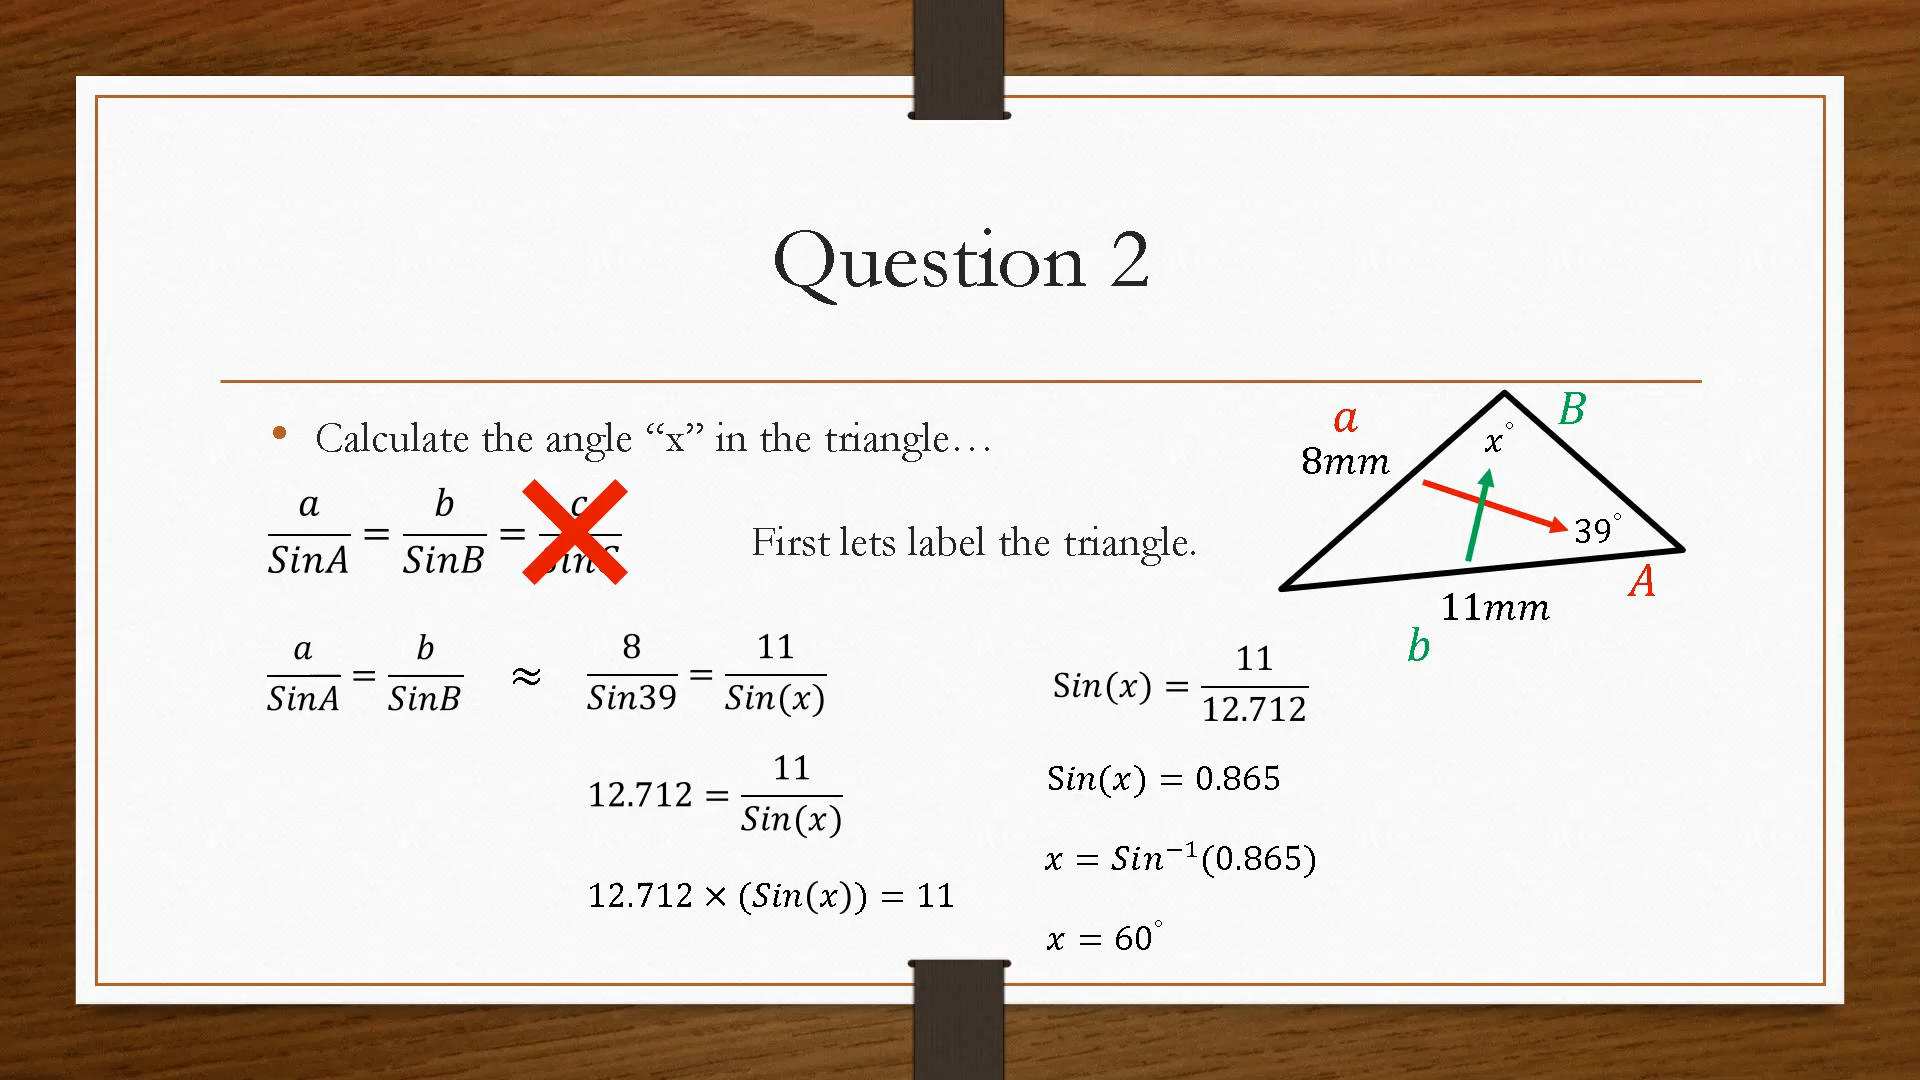 Question 2
• Calculate the angle “x” in the triangle…
a/SinA = b/SinB = c/SinC
First lets label the triangle.
a
8mm
B
x°
39°
A
11mm
b
a/SinA = b/SinB ≈ 8/Sin39 = 11/Sin(x)
12.712 = 11/Sin(x)
12.712 × (Sin(x)) = 11
Sin(x) = 11/12.712
Sin(x) = 0.865
x = Sin⁻¹(0.865)
x = 60°